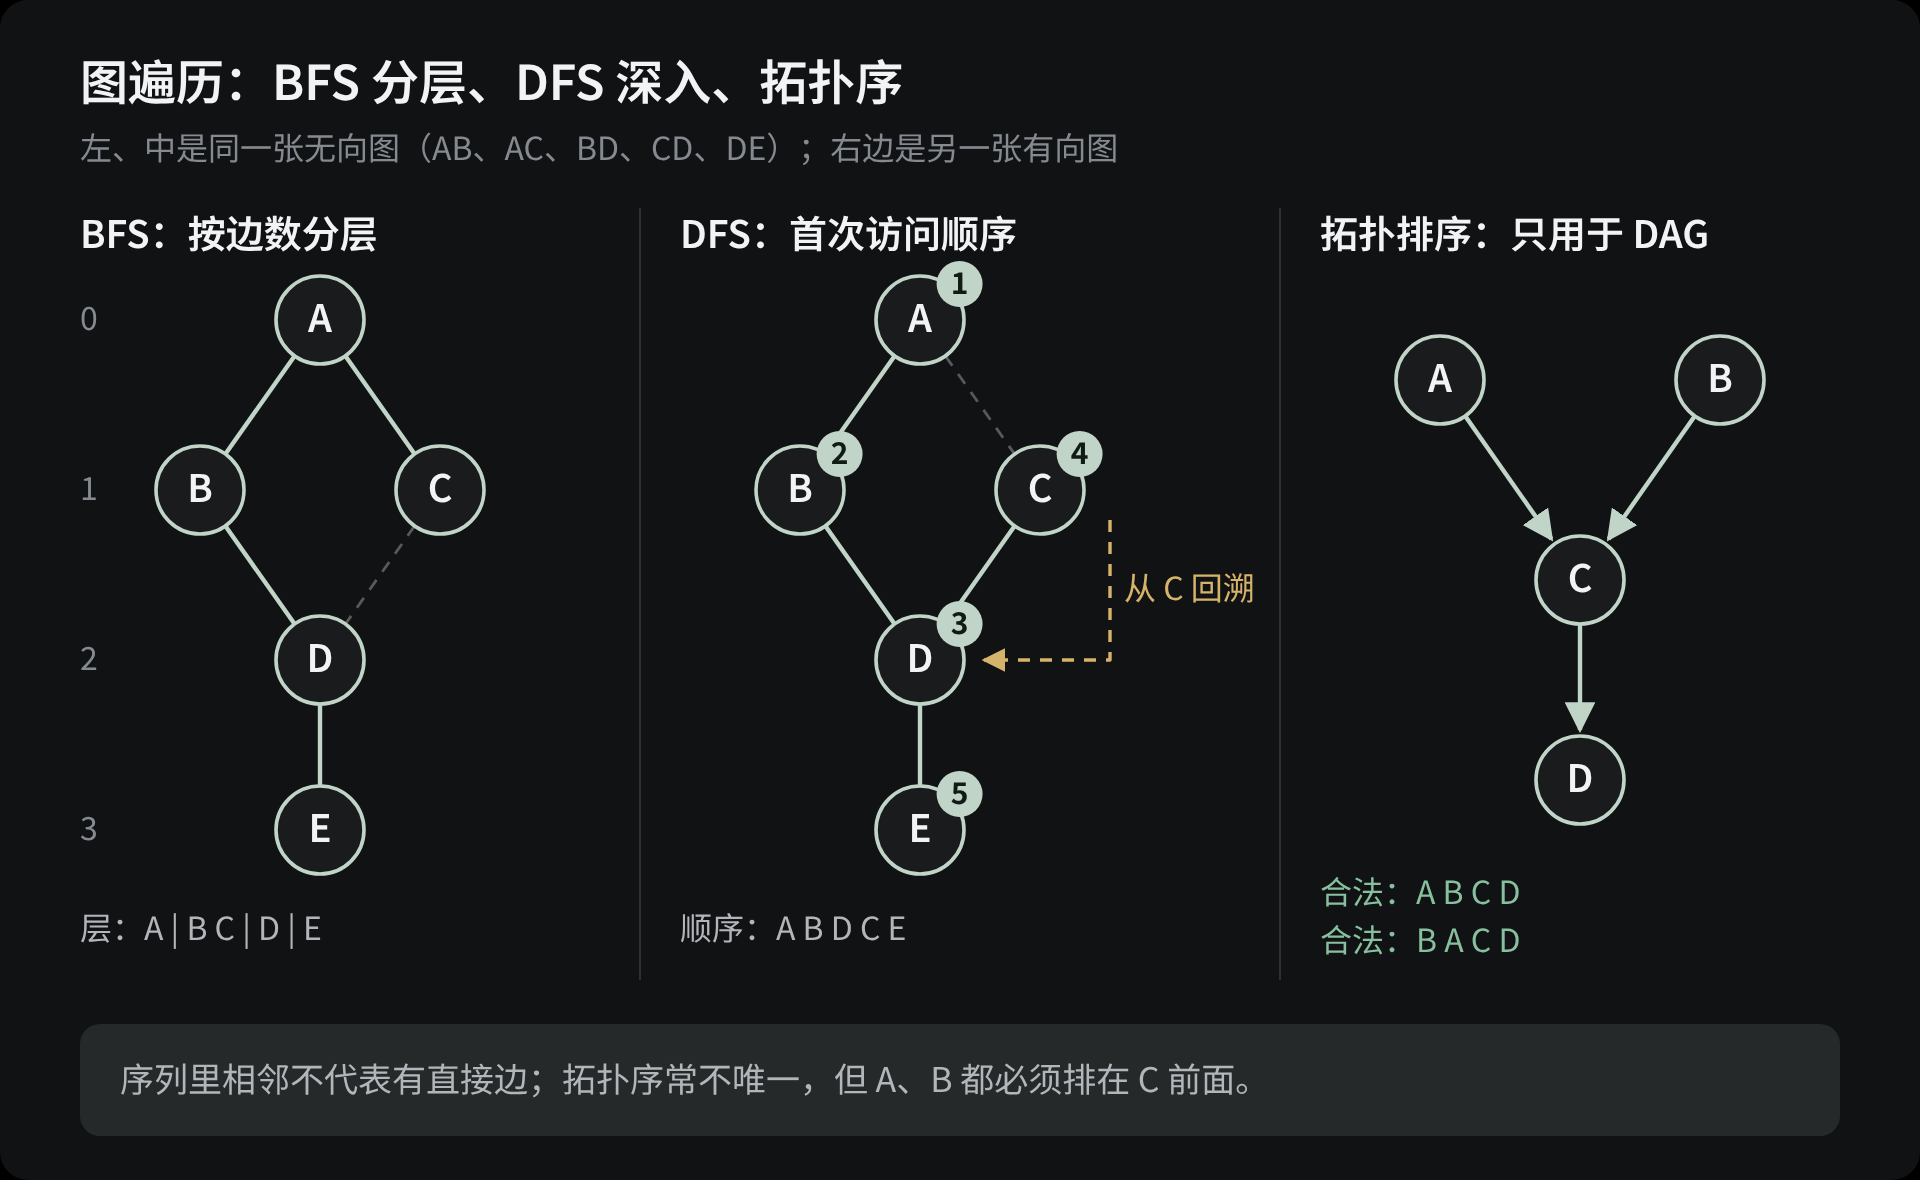 图遍历：BFS 分层、DFS 深入、拓扑序
左、中是同一张无向图（AB、AC、BD、CD、DE）；右边是另一张有向图
BFS：按边数分层
0
A
1
B
C
2
D
3
E
层：A | B C | D | E
DFS：首次访问顺序
1
A
2
B
4
C
从 C 回溯
3
D
5
E
顺序：A B D C E
拓扑排序：只用于 DAG
A
B
C
D
合法：A B C D
合法：B A C D
序列里相邻不代表有直接边；拓扑序常不唯一，但 A、B 都必须排在 C 前面。